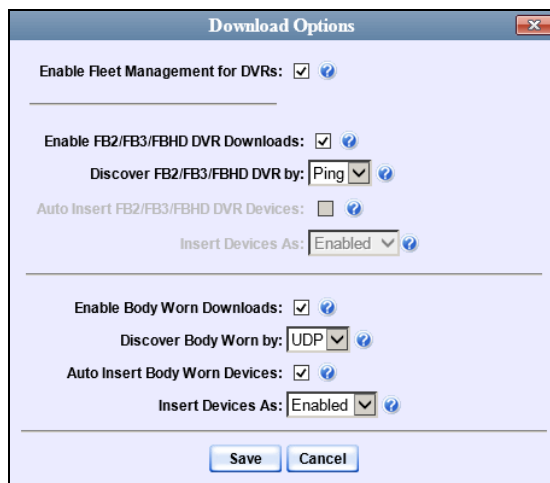 Download Options
Enable Fleet Management for DVRs:
Enable FB2/FB3/FBHD DVR Downloads:
Discover FB2/FB3/FBHD DVR by: Ping
Auto Insert FB2/FB3/FBHD DVR Devices:
Insert Devices As: Enabled
Enable Body Worn Downloads:
Discover Body Worn by: UDP
Auto Insert Body Worn Devices:
Insert Devices As: Enabled
Save Cancel